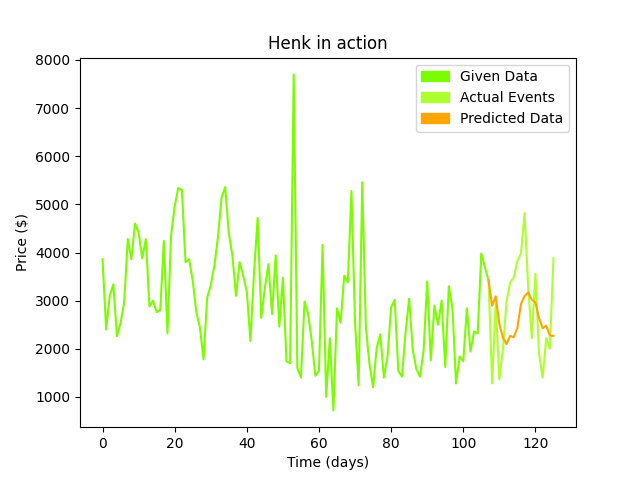 Henk in action
Given Data
Actual Events
Predicted Data
8000
7000
6000
5000
4000
3000
2000
1000
Price ($)
0 20 40 60 80 100 120
Time (days)